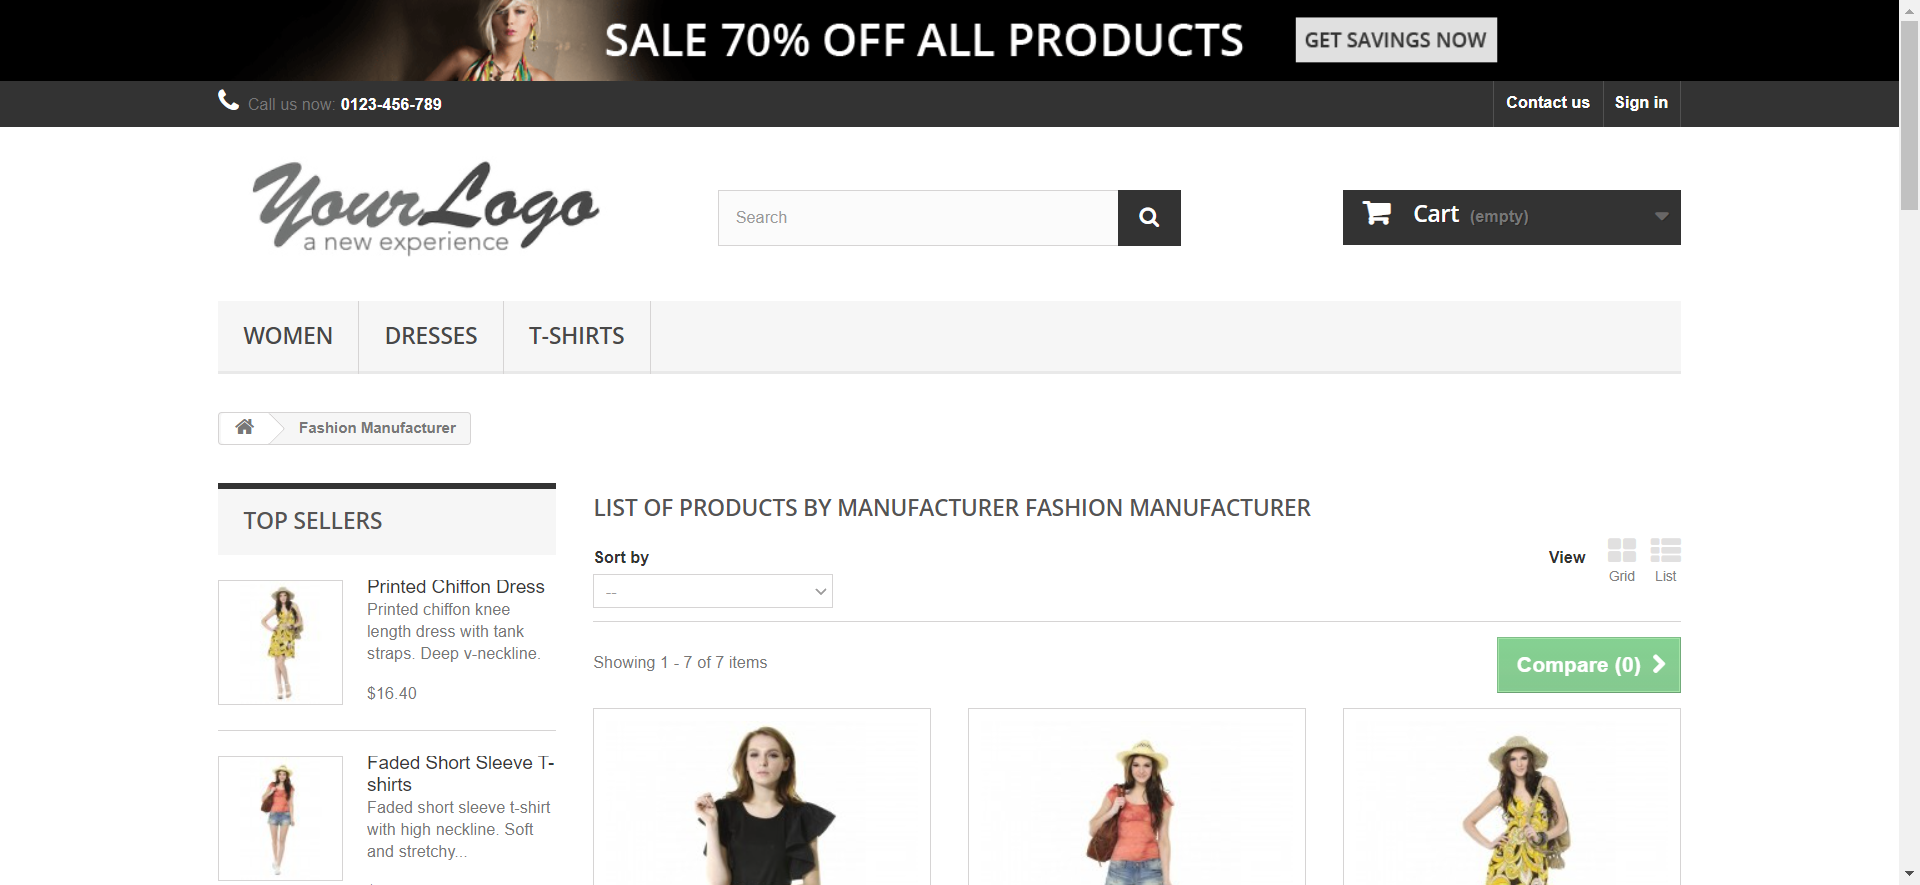 SALE 70% OFF ALL PRODUCTS
GET SAVINGS NOW
Call us now: 0123-456-789
Contact us
Sign in
YourLogo
a new experience
Search
Cart (empty)
WOMEN
DRESSES
T-SHIRTS
Fashion Manufacturer
TOP SELLERS
Printed Chiffon Dress
Printed chiffon knee
length dress with tank
straps. Deep v-neckline.
$16.40
Faded Short Sleeve T-
shirts
Faded short sleeve t-shirt
with high neckline. Soft
and stretchy...
LIST OF PRODUCTS BY MANUFACTURER FASHION MANUFACTURER
Sort by
--
View
Grid
List
Showing 1 - 7 of 7 items
Compare (0)